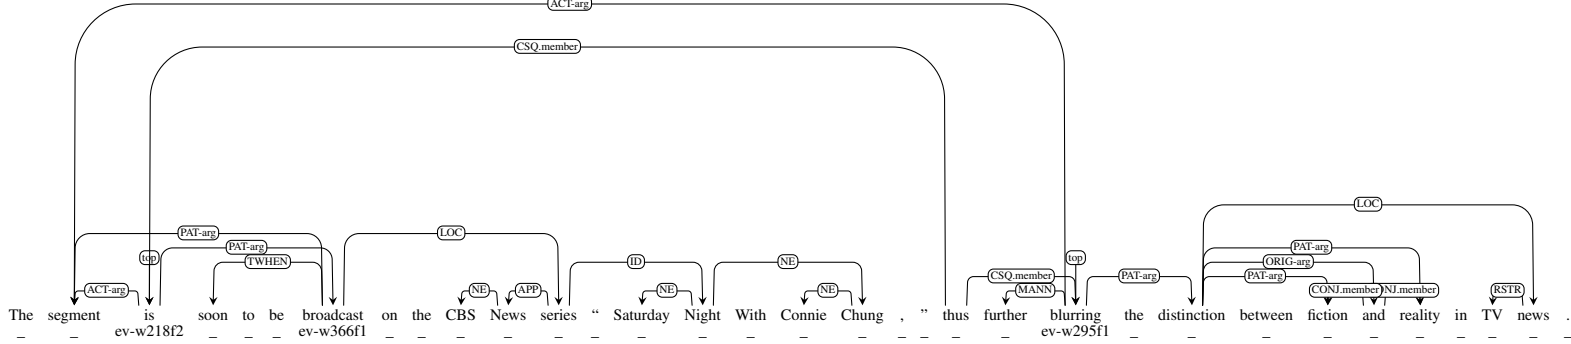 ACT-arg
CSQ.member
LOC
PAT-arg LOC
PAT-arg PAT-arg
top TWHEN ID NE top ORIG-arg
CSQ.member PAT-arg PAT-arg
ACT-arg NE APP NE NE MANN CONJ.member NJ.member RSTR
The segment is soon to be broadcast on the CBS News series “ Saturday Night With Connie Chung , ” thus further blurring the distinction between fiction and reality in TV news .
ev-w218f2 ev-w366f1 ev-w295f1
_ _ _ _ _ _ _ _ _ _ _ _ _ _ _ _ _ _ _ _ _ _ _ _ _ _ _ _ _ _ _